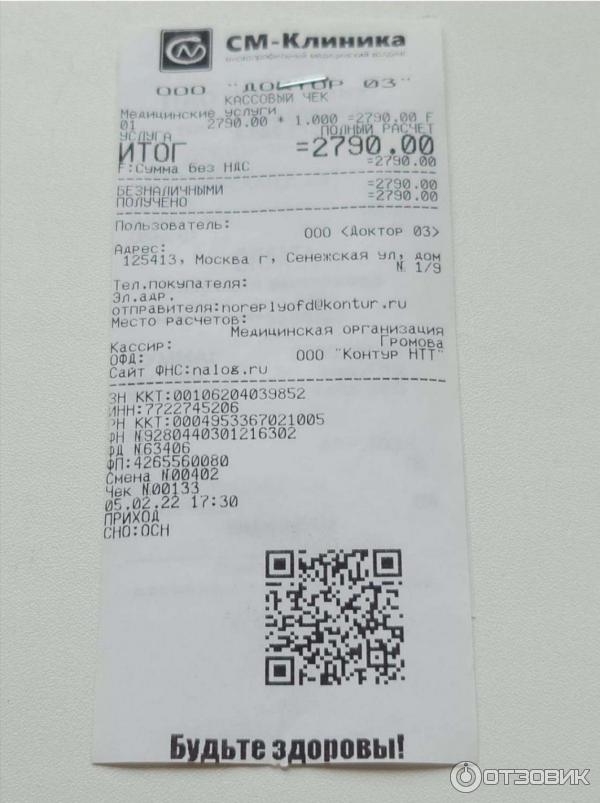 СМ-Клиника
многопрофильный медицинский холдинг
ООО "ДОКТОР 03"
КАССОВЫЙ ЧЕК
Медицинские услуги
01 2790.00 * 1.000 =2790.00 F
УСЛУГА ПОЛНЫЙ РАСЧЕТ
ИТОГ =2790.00
F:Сумма без НДС =2790.00
БЕЗНАЛИЧНЫМИ =2790.00
ПОЛУЧЕНО =2790.00
Пользователь:
ООО <Доктор 03>
Адрес:
125413, Москва г, Сенежская ул, дом
№ 1/9
Тел.покупателя:
Эл.адр.
отправителя:noreplyofd@kontur.ru
Место расчетов:
Медицинская организация
Кассир: Громова
ОФД: ООО "Контур НТТ"
Сайт ФНС:nalog.ru
ЗН ККТ:00106204039852
ИНН:7722745206
РН ККТ:0004953367021005
ФН №9280440301216302
ФД №63406
ФП:4265560080
Смена №00402
Чек №00133
05.02.22 17:30
ПРИХОД
СНО:ОСН
Будьте здоровы!
ОТЗОВИК